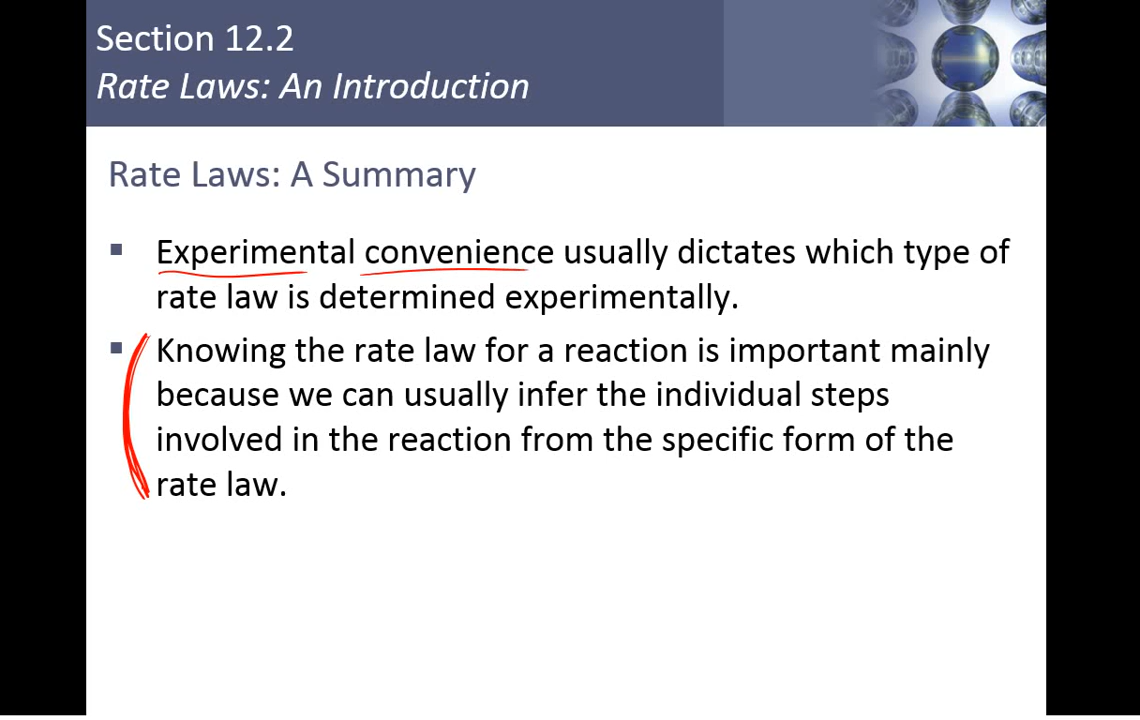 Section 12.2
Rate Laws: An Introduction
Rate Laws: A Summary
▪ Experimental convenience usually dictates which type of
rate law is determined experimentally.
▪ Knowing the rate law for a reaction is important mainly
because we can usually infer the individual steps
involved in the reaction from the specific form of the
rate law.